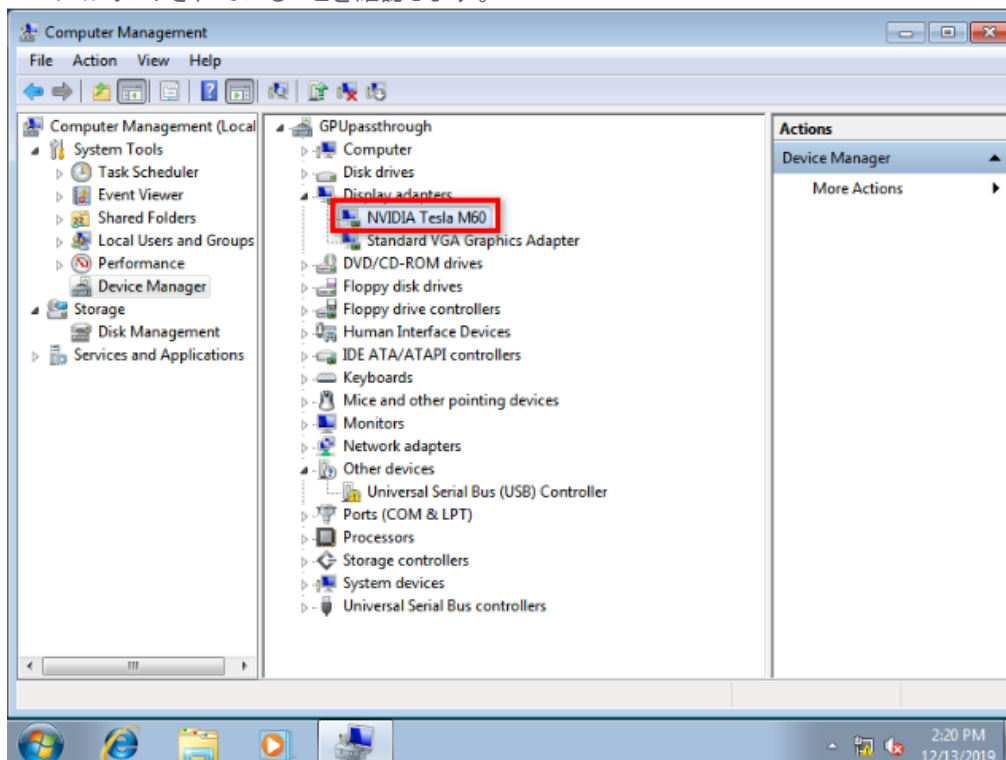 Computer Management
File Action View Help
Computer Management (Local
System Tools
Task Scheduler
Event Viewer
Shared Folders
Local Users and Groups
Performance
Device Manager
Storage
Disk Management
Services and Applications
GPUpassthrough
Computer
Disk drives
Display adapters
NVIDIA Tesla M60
Standard VGA Graphics Adapter
DVD/CD-ROM drives
Floppy disk drives
Floppy drive controllers
Human Interface Devices
IDE ATA/ATAPI controllers
Keyboards
Mice and other pointing devices
Monitors
Network adapters
Other devices
Universal Serial Bus (USB) Controller
Ports (COM & LPT)
Processors
Storage controllers
System devices
Universal Serial Bus controllers
Actions
Device Manager
More Actions
2:20 PM
12/13/2019